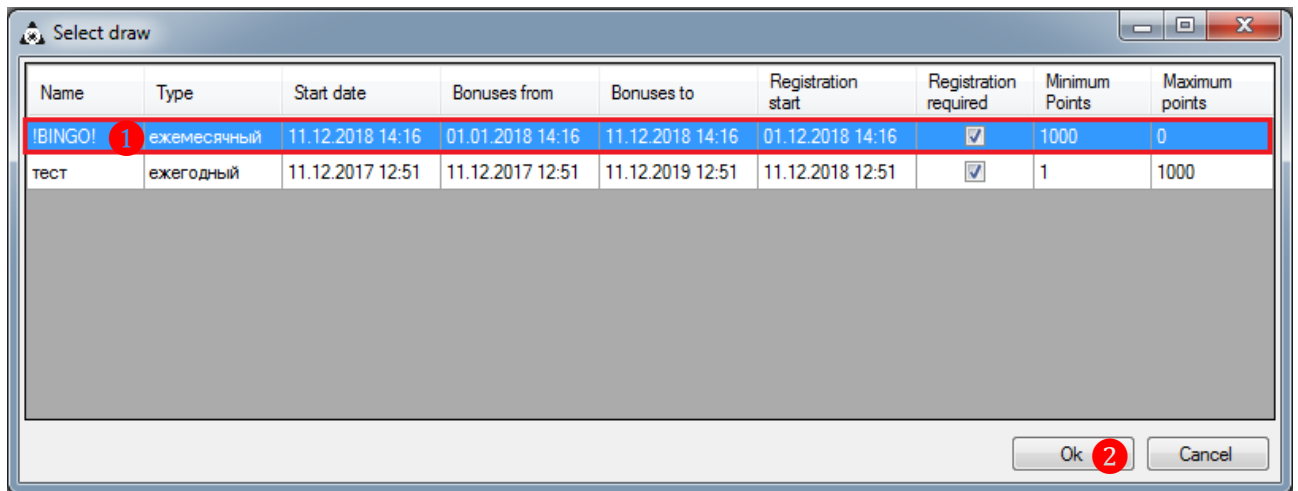 Select draw
Name Type Start date Bonuses from Bonuses to Registration start Registration required Minimum Points Maximum points
!BINGO! 1 ежемесячный 11.12.2018 14:16 01.01.2018 14:16 11.12.2018 14:16 01.12.2018 14:16 1000 0
тест ежегодный 11.12.2017 12:51 11.12.2017 12:51 11.12.2019 12:51 11.12.2018 12:51 1 1000
Ok 2 Cancel